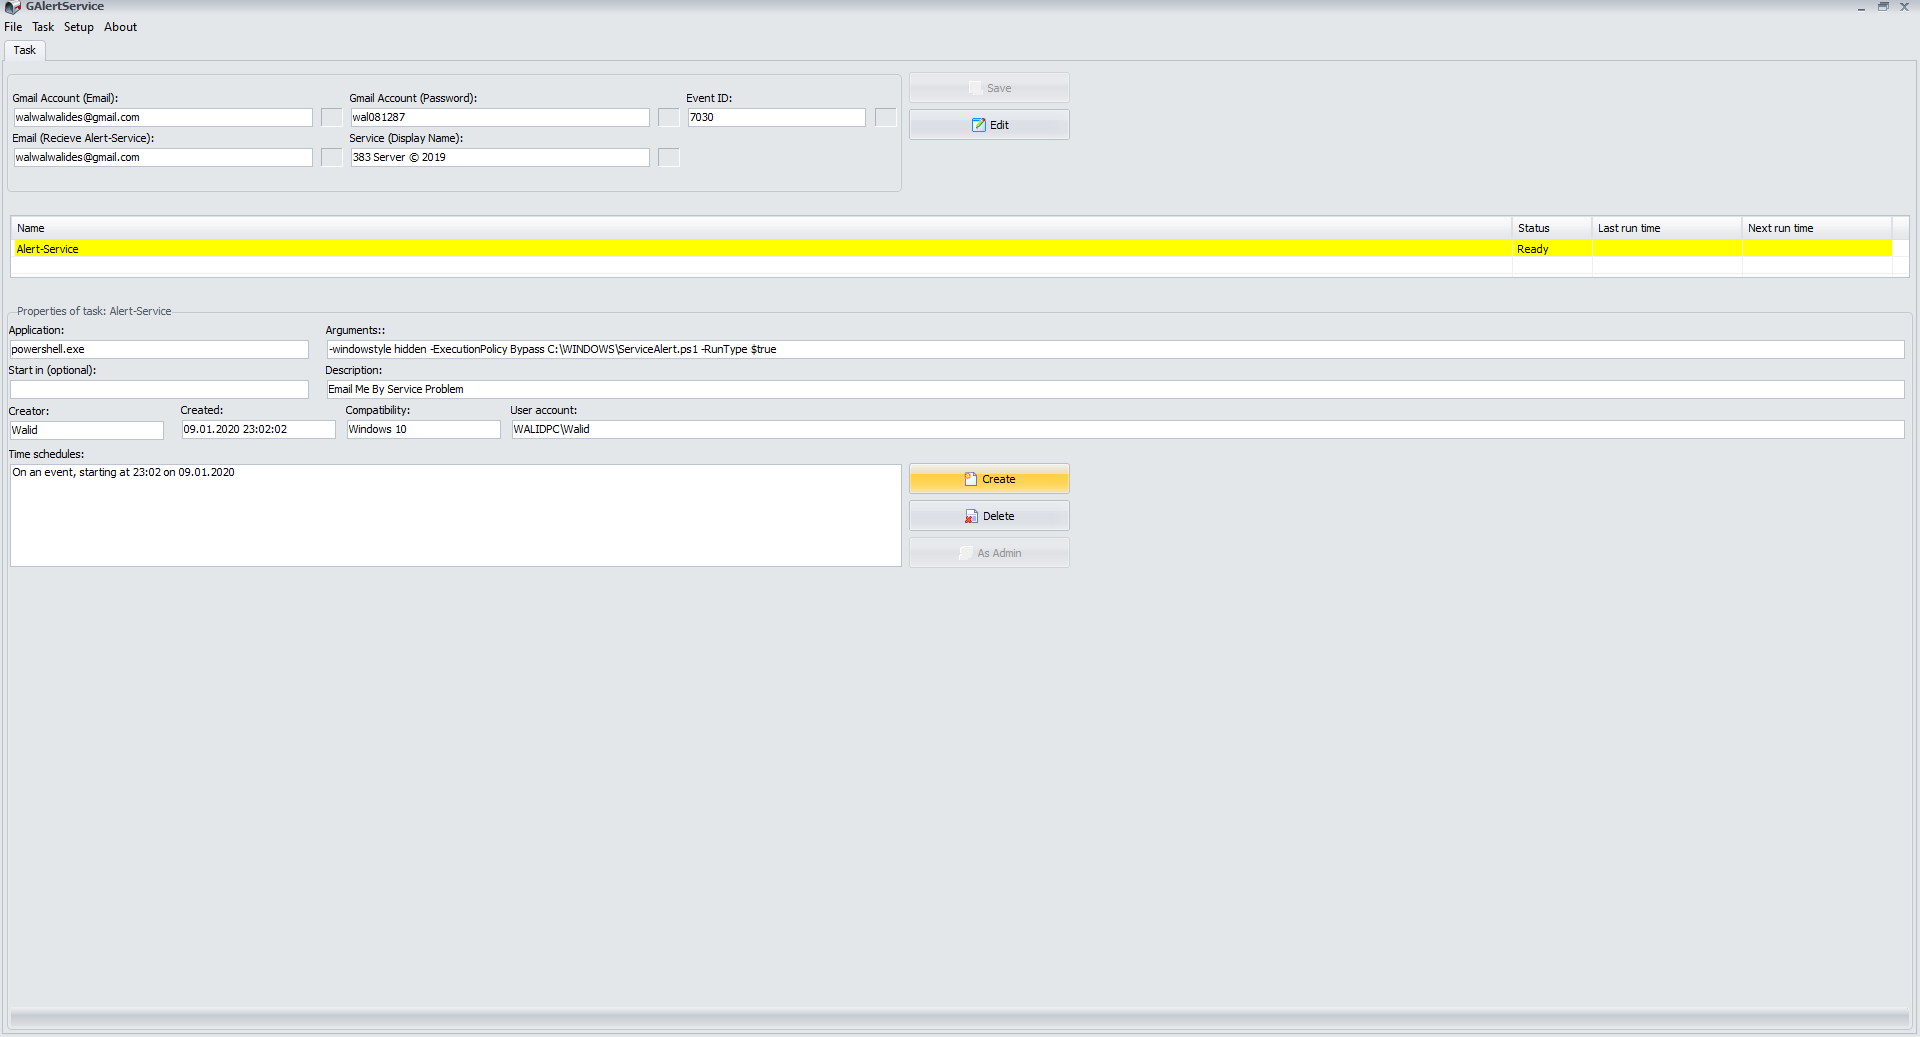 GAlertService
File Task Setup About
Task
Gmail Account (Email): Gmail Account (Password): Event ID:
walwalwalides@gmail.com wal081287 7030
Save
Edit
Email (Recieve Alert-Service): Service (Display Name):
walwalwalides@gmail.com 383 Server © 2019
Name Status Last run time Next run time
Alert-Service Ready
Properties of task: Alert-Service
Application: Arguments::
powershell.exe -windowstyle hidden -ExecutionPolicy Bypass C:\WINDOWS\ServiceAlert.ps1 -RunType $true
Start in (optional): Description:
Email Me By Service Problem
Creator: Created: Compatibility: User account:
Walid 09.01.2020 23:02:02 Windows 10 WALIDPC\Walid
Time schedules:
On an event, starting at 23:02 on 09.01.2020
Create
Delete
As Admin